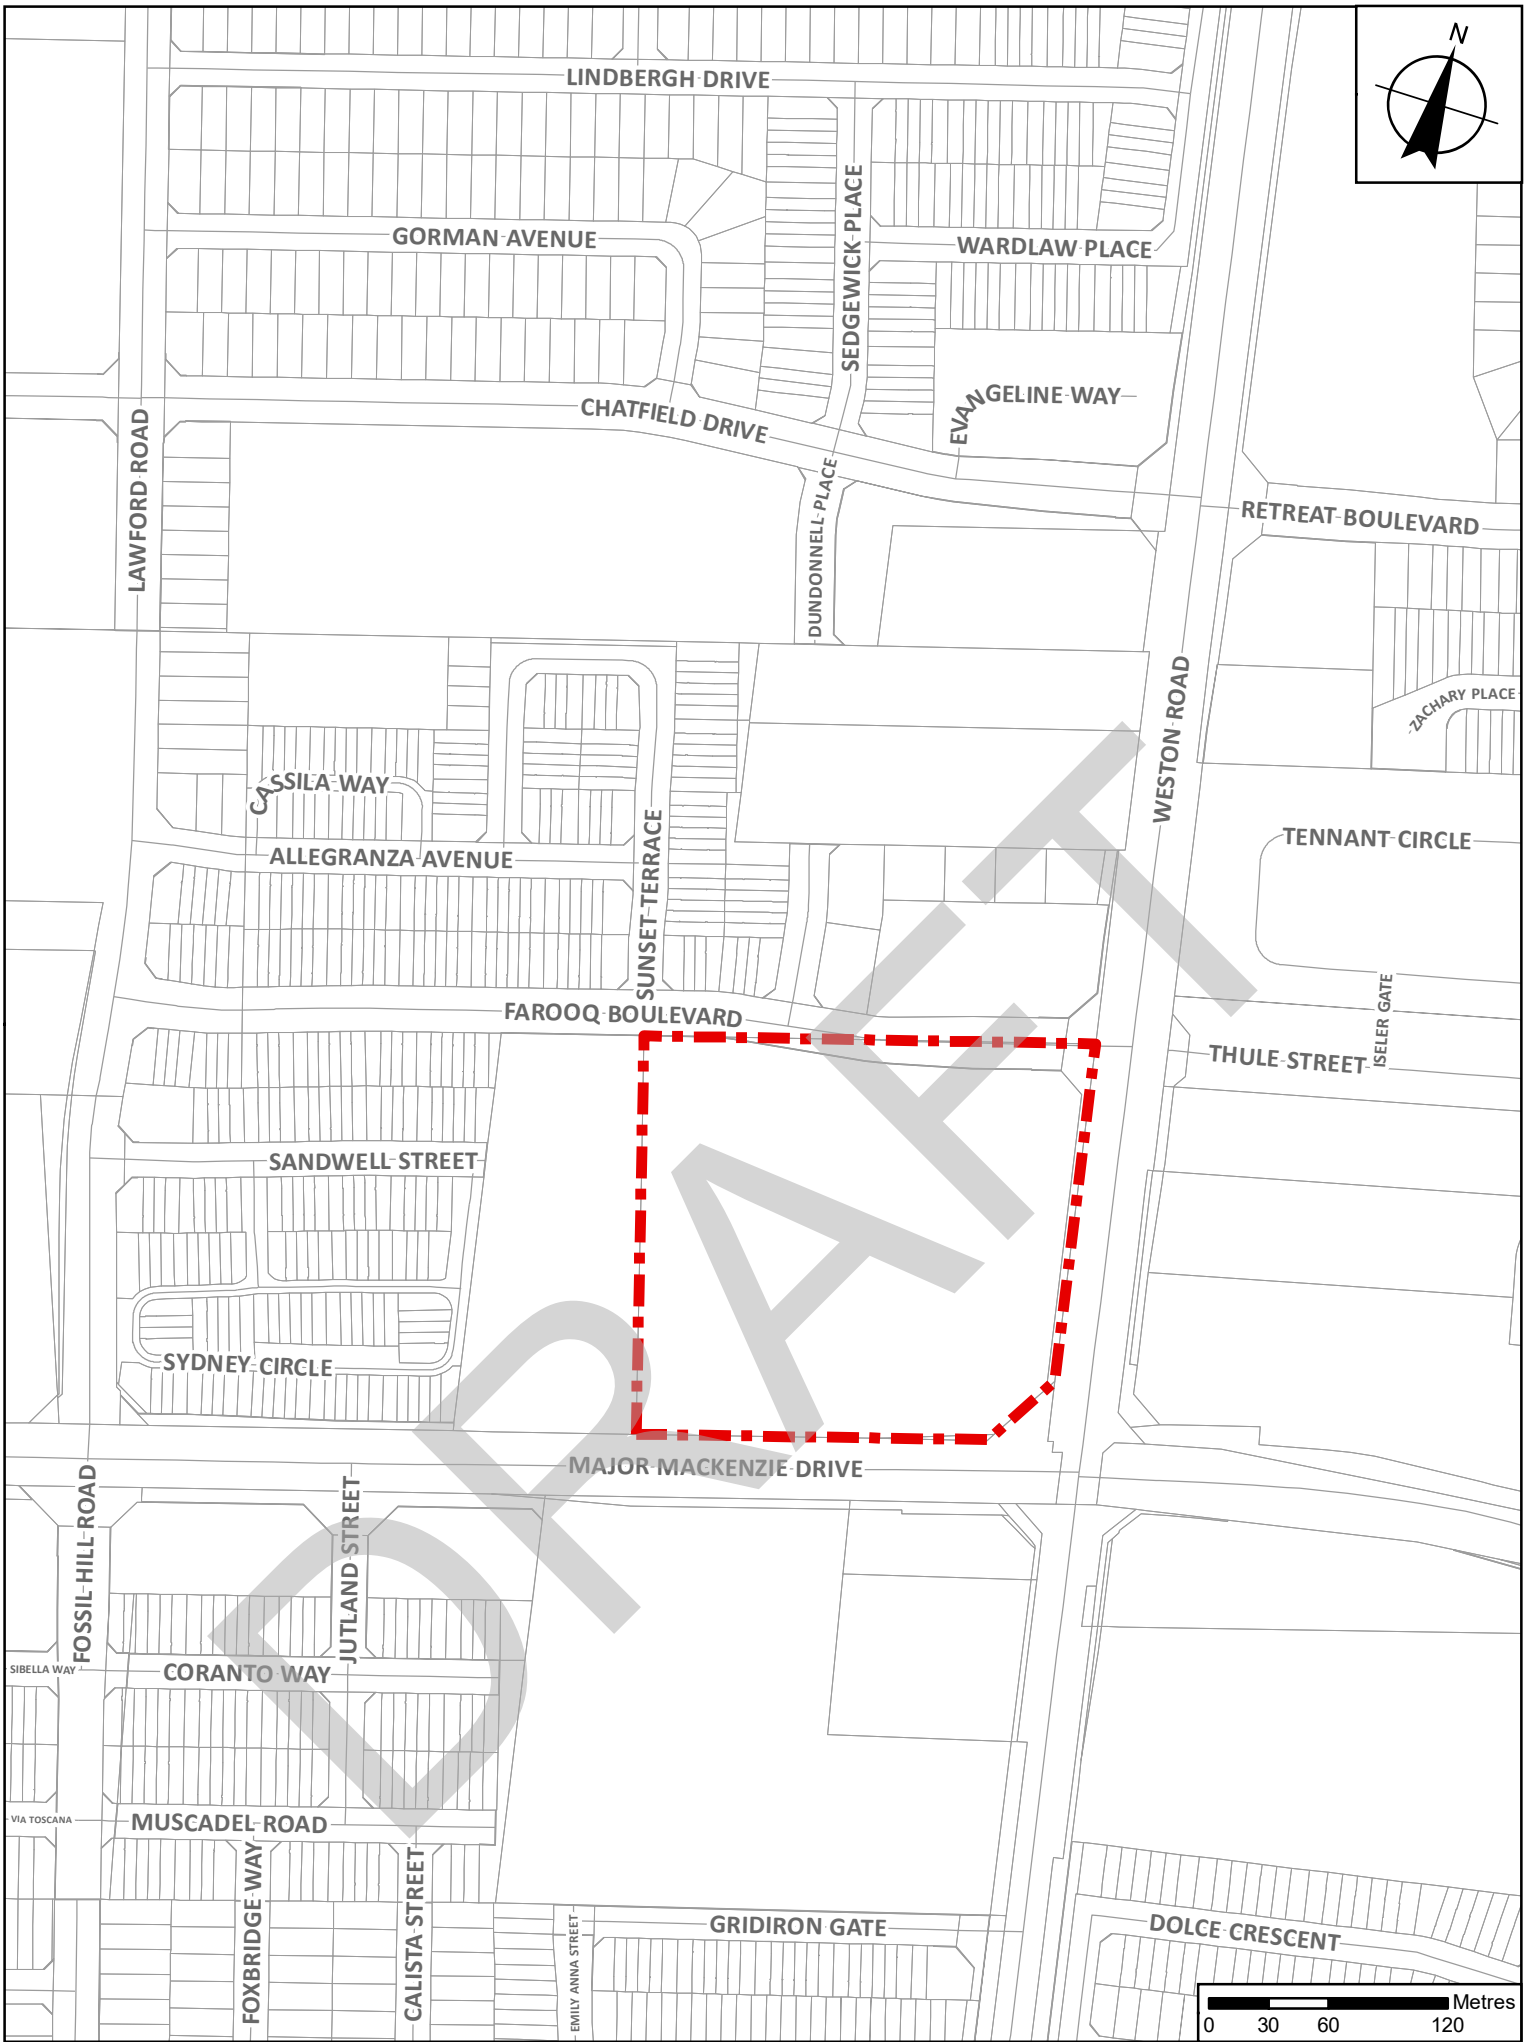 N
LINDBERGH DRIVE
GORMAN AVENUE
SEDGEWICK PLACE
WARDLAW PLACE
EVANGELINE WAY
CHATFIELD DRIVE
LAWFORD ROAD
DUNDONNELL PLACE
RETREAT BOULEVARD
WESTON ROAD
ZACHARY PLACE
CASSILA WAY
ALLEGRANZA AVENUE
SUNSET TERRACE
TENNANT CIRCLE
FAROOQ BOULEVARD
ISELER GATE
THULE STREET
SANDWELL STREET
SYDNEY CIRCLE
DRAFT
MAJOR MACKENZIE DRIVE
FOSSIL HILL ROAD
JUTLAND STREET
SIBELLA WAY
CORANTO WAY
VIA TOSCANA
MUSCADEL ROAD
FOXBRIDGE WAY
CALISTA STREET
EMILY ANNA STREET
GRIDIRON GATE
DOLCE CRESCENT
Metres
0 30 60 120